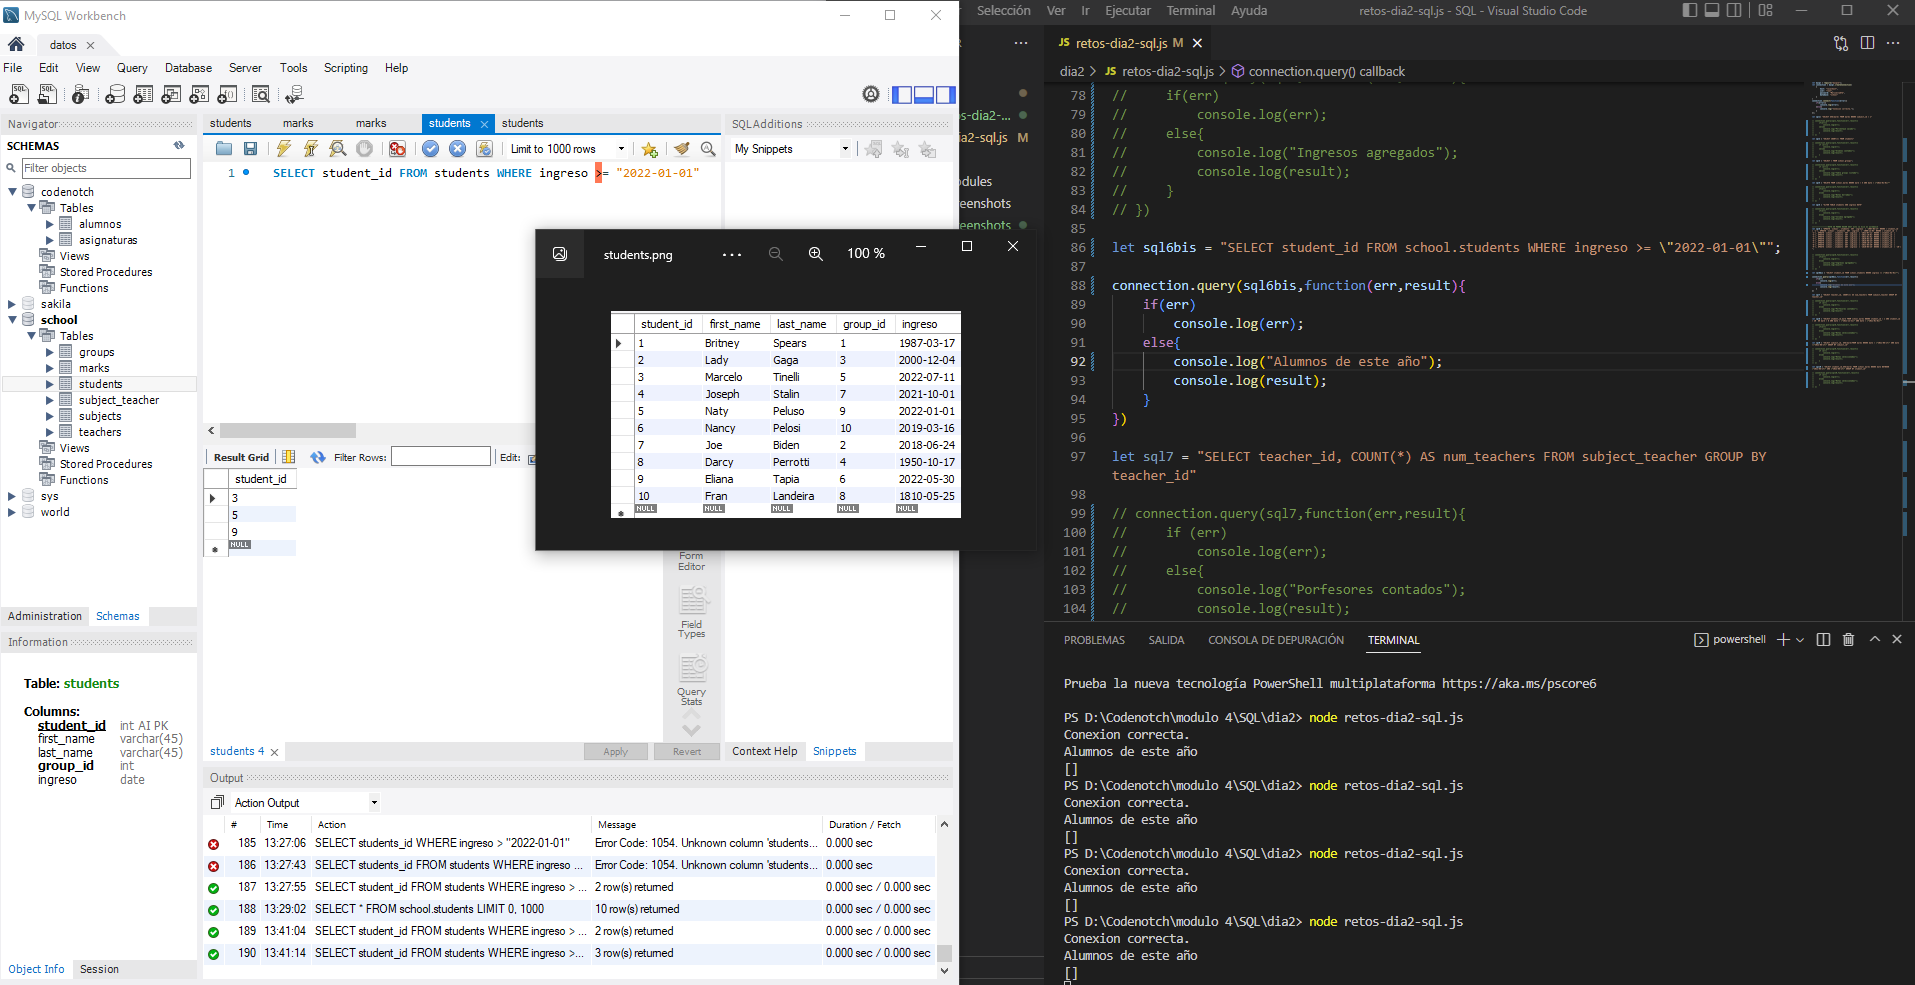 MySQL Workbench
datos
File Edit View Query Database Server Tools Scripting Help
Navigator
SCHEMAS
Filter objects
codenotch
Tables
alumnos
asignaturas
Views
Stored Procedures
Functions
sakila
school
Tables
groups
marks
students
subject_teacher
subjects
teachers
Views
Stored Procedures
Functions
sys
world
Administration Schemas
Information
Table: students
Columns:
student_id int AI PK
first_name varchar(45)
last_name varchar(45)
group_id int
ingreso date
Object Info Session
students marks marks students students
Limit to 1000 rows
1 SELECT student_id FROM students WHERE ingreso >= "2022-01-01"
Result Grid Filter Rows: Edit:
student_id
3
5
9
NULL
Form Editor
Field Types
Query Stats
students 4
Apply Revert
SQLAdditions
My Snippets
Context Help Snippets
Output
Action Output
# Time Action Message Duration / Fetch
185 13:27:06 SELECT students_id WHERE ingreso > "2022-01-01" Error Code: 1054. Unknown column 'students... 0.000 sec
186 13:27:43 SELECT students_id FROM students WHERE ingreso ... Error Code: 1054. Unknown column 'students... 0.000 sec
187 13:27:55 SELECT student_id FROM students WHERE ingreso > ... 2 row(s) returned 0.000 sec / 0.000 sec
188 13:29:02 SELECT * FROM school.students LIMIT 0, 1000 10 row(s) returned 0.000 sec / 0.000 sec
189 13:41:04 SELECT student_id FROM students WHERE ingreso > ... 2 row(s) returned 0.000 sec / 0.000 sec
190 13:41:14 SELECT student_id FROM students WHERE ingreso >... 3 row(s) returned 0.000 sec / 0.000 sec
students.png
100 %
student_id first_name last_name group_id ingreso
1 Britney Spears 1 1987-03-17
2 Lady Gaga 3 2000-12-04
3 Marcelo Tinelli 5 2022-07-11
4 Joseph Stalin 7 2021-10-01
5 Naty Peluso 9 2022-01-01
6 Nancy Pelosi 10 2019-03-16
7 Joe Biden 2 2018-06-24
8 Darcy Perrotti 4 1950-10-17
9 Eliana Tapia 6 2022-05-30
10 Fran Landeira 8 1810-05-25
NULL NULL NULL NULL NULL
Selección Ver Ir Ejecutar Terminal Ayuda
retos-dia2-sql.js - SQL - Visual Studio Code
s-dia2-...
ia2-sql.js M
odules
eenshots
eenshots
JS retos-dia2-sql.js M
dia2 > JS retos-dia2-sql.js > connection.query() callback
78 // if(err)
79 // console.log(err);
80 // else{
81 // console.log("Ingresos agregados");
82 // console.log(result);
83 // }
84 // })
85
86 let sql6bis = "SELECT student_id FROM school.students WHERE ingreso >= \"2022-01-01\"";
87
88 connection.query(sql6bis,function(err,result){
89 if(err)
90 console.log(err);
91 else{
92 console.log("Alumnos de este año");
93 console.log(result);
94 }
95 })
96
97 let sql7 = "SELECT teacher_id, COUNT(*) AS num_teachers FROM subject_teacher GROUP BY
teacher_id"
98
99 // connection.query(sql7,function(err,result){
100 // if (err)
101 // console.log(err);
102 // else{
103 // console.log("Porfesores contados");
104 // console.log(result);
PROBLEMAS SALIDA CONSOLA DE DEPURACIÓN TERMINAL
powershell
Prueba la nueva tecnología PowerShell multiplataforma https://aka.ms/pscore6
PS D:\Codenotch\modulo 4\SQL\dia2> node retos-dia2-sql.js
Conexion correcta.
Alumnos de este año
[]
PS D:\Codenotch\modulo 4\SQL\dia2> node retos-dia2-sql.js
Conexion correcta.
Alumnos de este año
[]
PS D:\Codenotch\modulo 4\SQL\dia2> node retos-dia2-sql.js
Conexion correcta.
Alumnos de este año
[]
PS D:\Codenotch\modulo 4\SQL\dia2> node retos-dia2-sql.js
Conexion correcta.
Alumnos de este año
[]